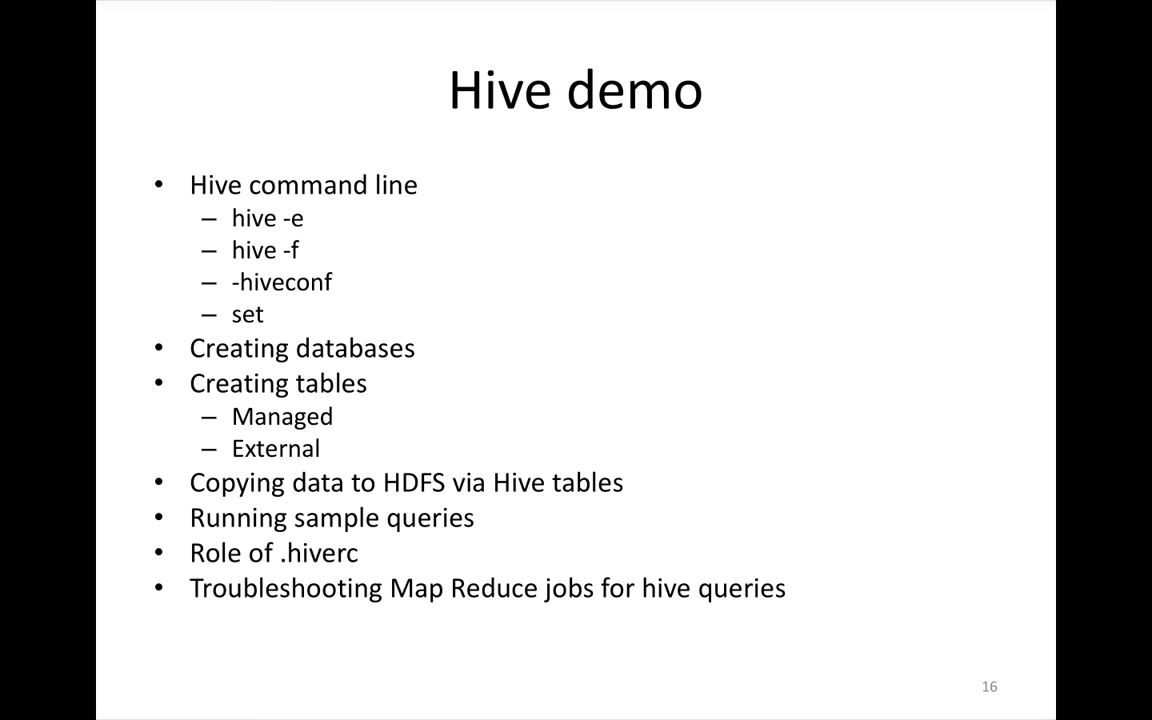 Hive demo
• Hive command line
– hive -e
– hive -f
– -hiveconf
– set
• Creating databases
• Creating tables
– Managed
– External
• Copying data to HDFS via Hive tables
• Running sample queries
• Role of .hiverc
• Troubleshooting Map Reduce jobs for hive queries
16